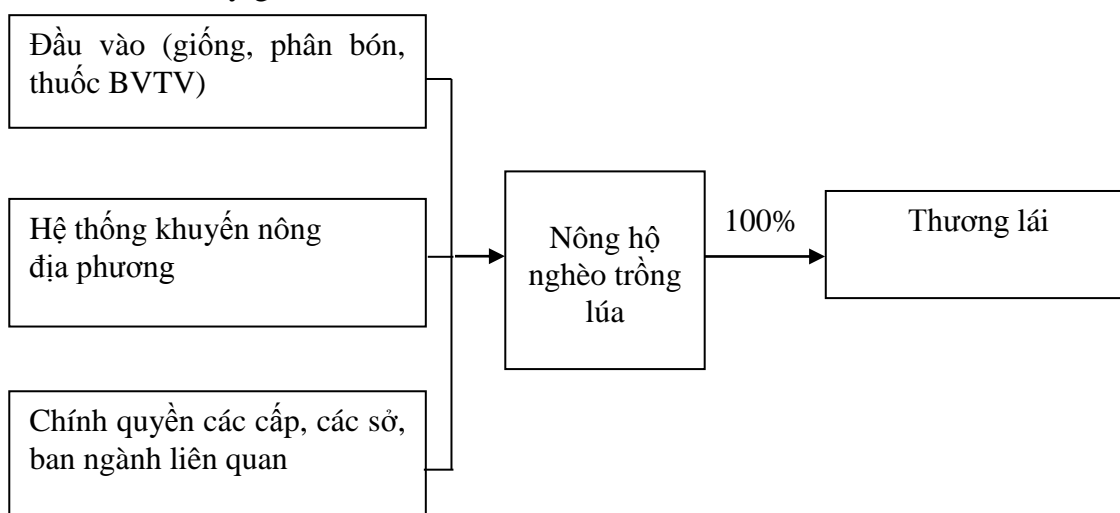 Đầu vào (giống, phân bón,
thuốc BVTV)
Hệ thống khuyến nông
địa phương
Chính quyền các cấp, các sở,
ban ngành liên quan
Nông hộ
nghèo trồng
lúa
100%
Thương lái